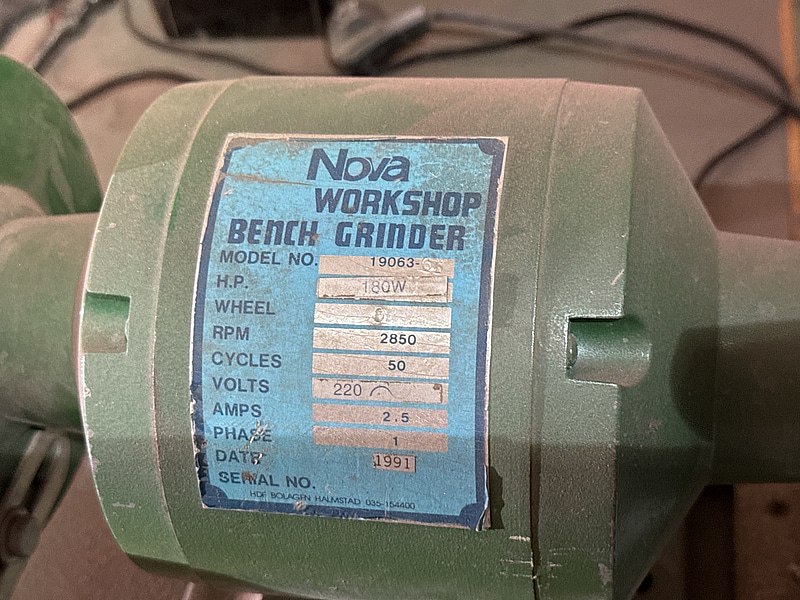 Nova
WORKSHOP
BENCH GRINDER
MODEL NO. 19063-
H.P. 180W
WHEEL
RPM 2850
CYCLES 50
VOLTS 220
AMPS 2.5
PHASE 1
DATE 1991
SERIAL NO.
HDF BOLAGEN HALMSTAD 035-154400